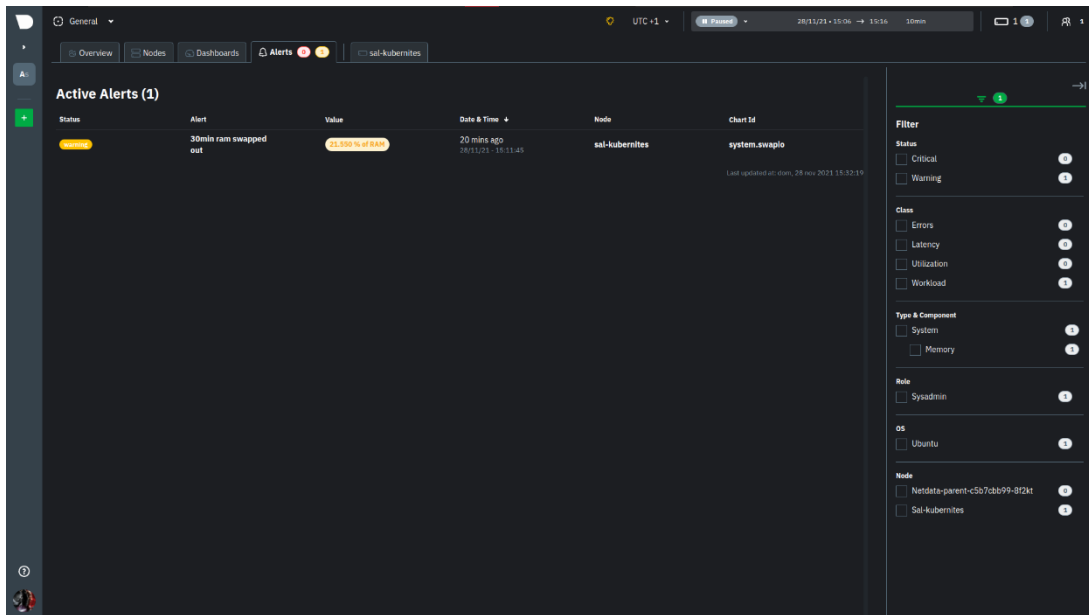 General
UTC +1
Paused
28/11/21 • 15:06 → 15:16 10min
1 1
1
Overview
Nodes
Dashboards
Alerts 0 1
sal-kubernites
As
+
Active Alerts (1)
Status Alert Value Date & Time Node Chart Id
warning 30min ram swapped 21.550 % of RAM 20 mins ago sal-kubernites system.swapio
out 28/11/21 - 15:11:45
Last updated at: dom, 28 nov 2021 15:32:19
1
Filter
Status
Critical 0
Warning 1
Class
Errors 0
Latency 0
Utilization 0
Workload 1
Type & Component
System 1
Memory 1
Role
Sysadmin 1
OS
Ubuntu 1
Node
Netdata-parent-c5b7cbb99-8f2kt 0
Sal-kubernites 1